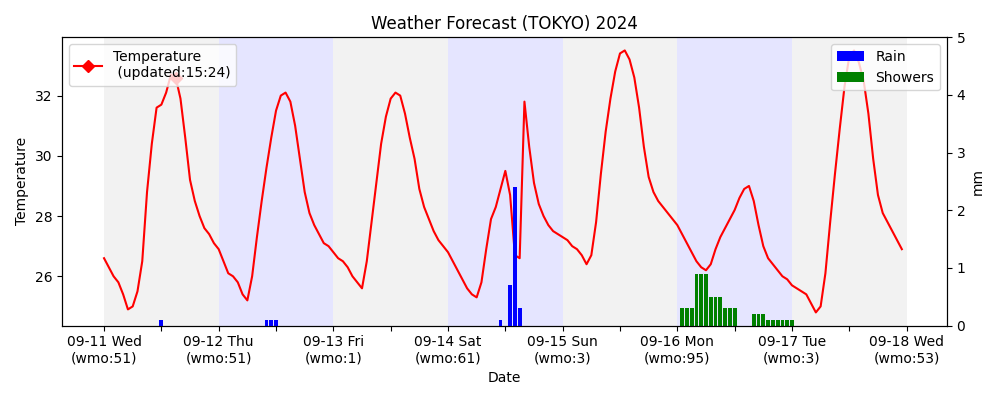 Weather Forecast (TOKYO) 2024
Temperature
(updated:15:24)
Rain
Showers
Temperature
32
30
28
26
5
4
3
2
1
0
mm
09-11 Wed
(wmo:51)
09-12 Thu
(wmo:51)
09-13 Fri
(wmo:1)
09-14 Sat
(wmo:61)
09-15 Sun
(wmo:3)
09-16 Mon
(wmo:95)
09-17 Tue
(wmo:3)
09-18 Wed
(wmo:53)
Date